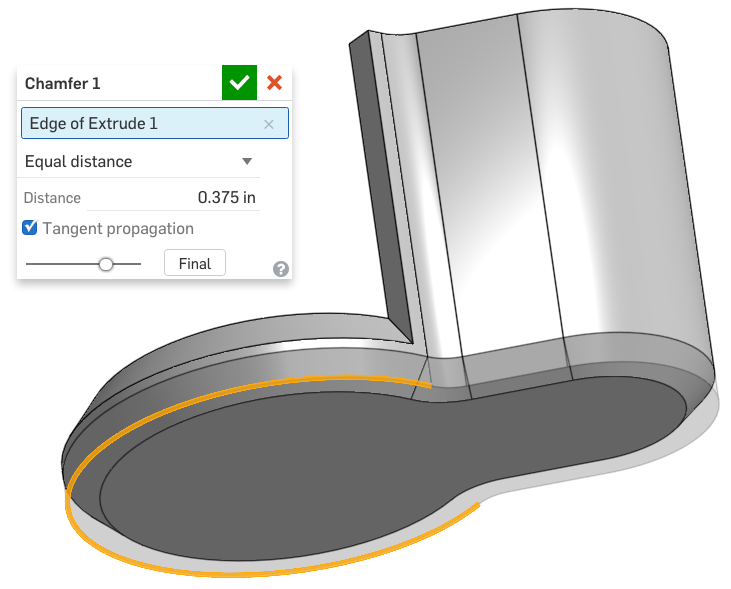 Chamfer 1
Edge of Extrude 1
Equal distance
Distance 0.375 in
Tangent propagation
Final
?